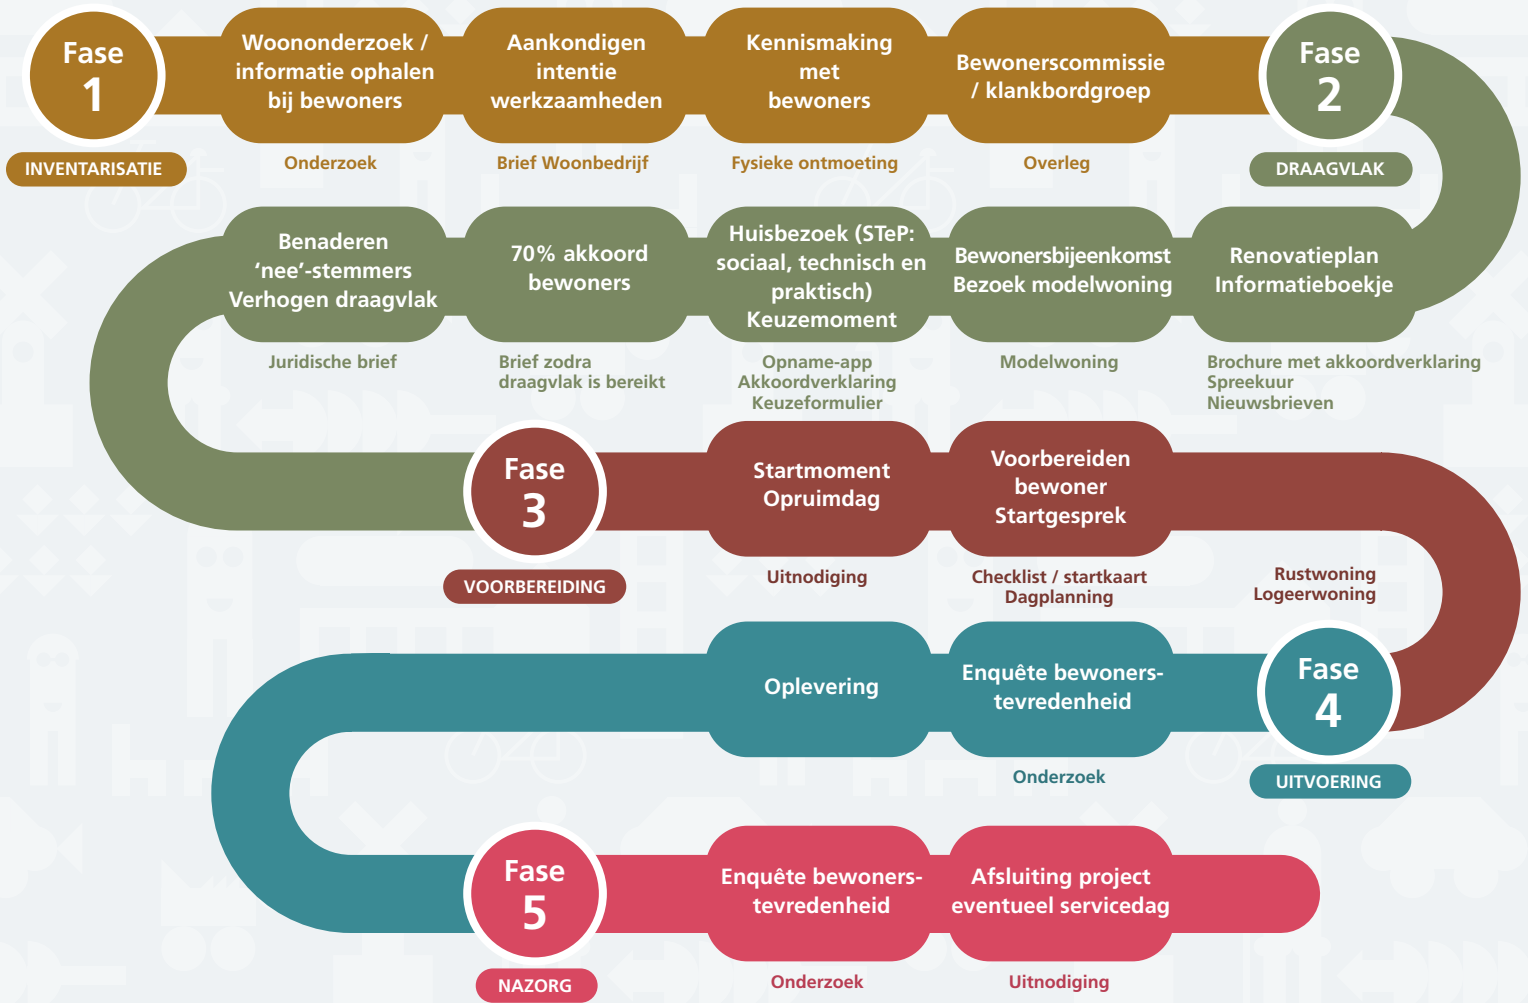 Fase
1
INVENTARISATIE
Woononderzoek /
informatie ophalen
bij bewoners
Onderzoek
Aankondigen
intentie
werkzaamheden
Brief Woonbedrijf
Kennismaking
met
bewoners
Fysieke ontmoeting
Bewonerscommissie
/ klankbordgroep
Overleg
Fase
2
DRAAGVLAK
Renovatieplan
Informatieboekje
Brochure met akkoordverklaring
Spreekuur
Nieuwsbrieven
Bewonersbijeenkomst
Bezoek modelwoning
Modelwoning
Huisbezoek (STeP:
sociaal, technisch en
praktisch)
Keuzemoment
Opname-app
Akkoordverklaring
Keuzeformulier
70% akkoord
bewoners
Brief zodra
draagvlak is bereikt
Benaderen
‘nee’-stemmers
Verhogen draagvlak
Juridische brief
Fase
3
VOORBEREIDING
Startmoment
Opruimdag
Uitnodiging
Voorbereiden
bewoner
Startgesprek
Checklist / startkaart
Dagplanning
Rustwoning
Logeerwoning
Fase
4
UITVOERING
Enquête bewoners-
tevredenheid
Onderzoek
Oplevering
Fase
5
NAZORG
Enquête bewoners-
tevredenheid
Onderzoek
Afsluiting project
eventueel servicedag
Uitnodiging